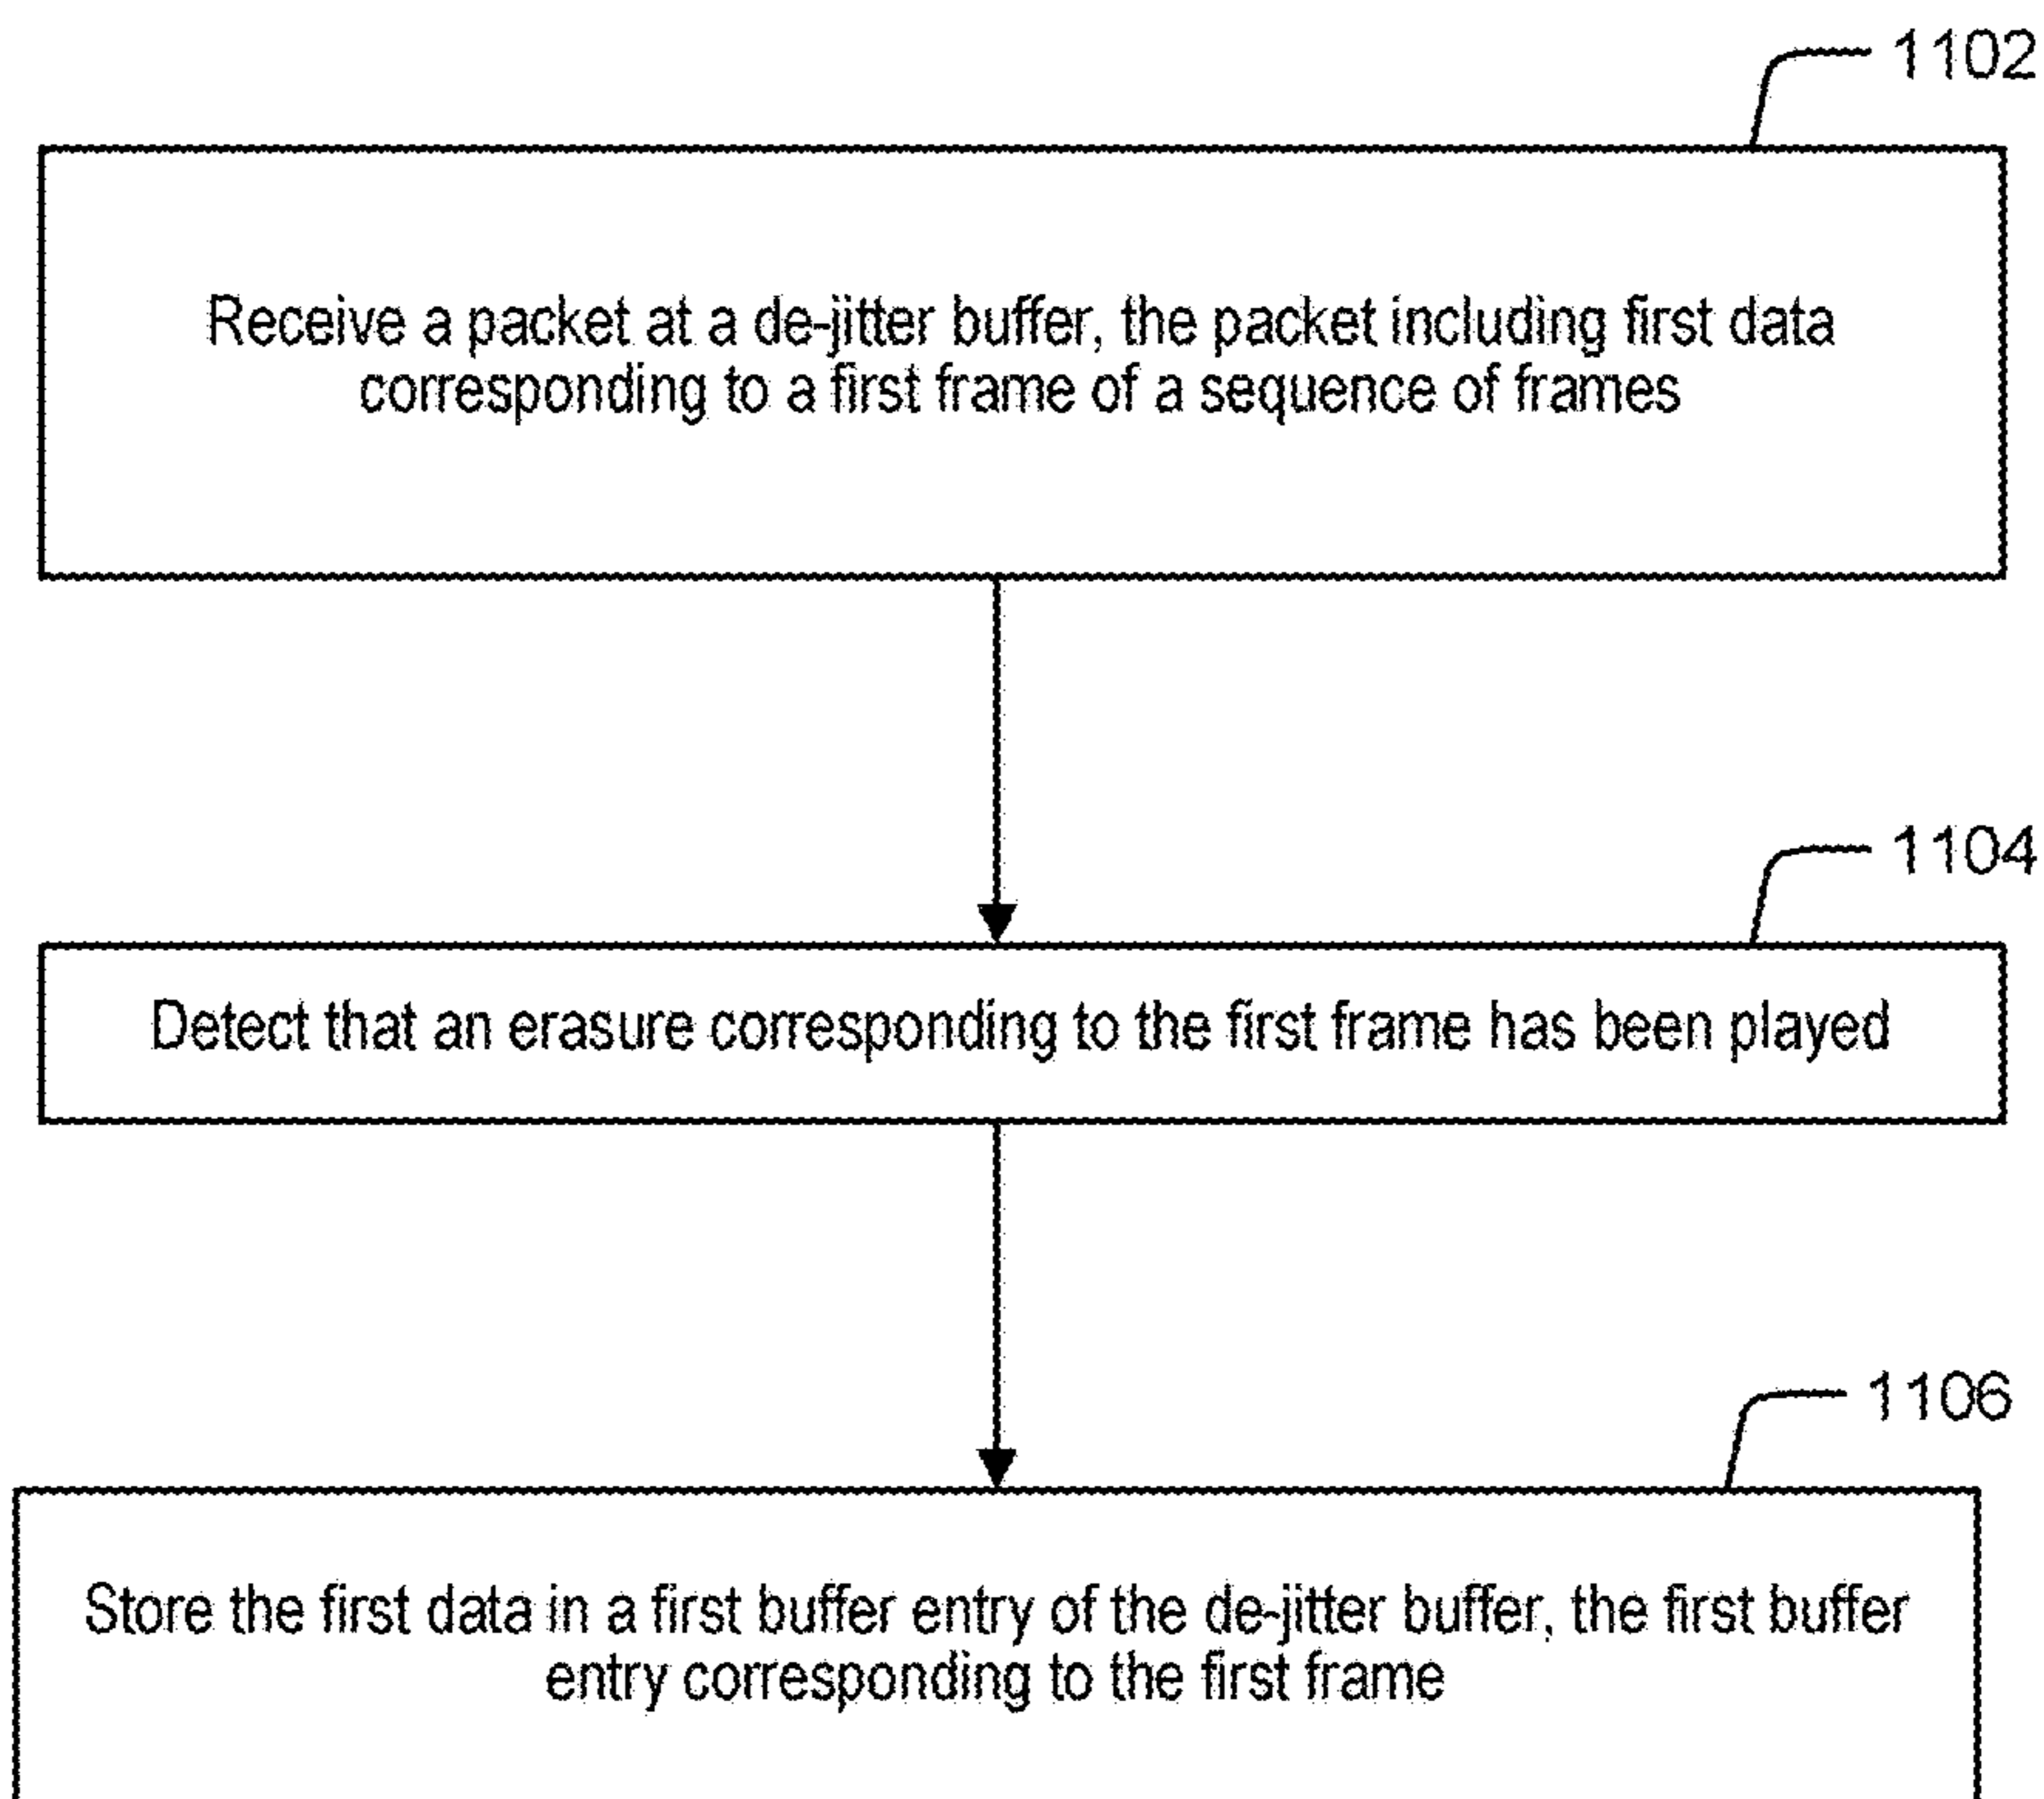 1102
Receive a packet at a de-jitter buffer, the packet including first data
corresponding to a first frame of a sequence of frames
1104
Detect that an erasure corresponding to the first frame has been played
1106
Store the first data in a first buffer entry of the de-jitter buffer, the first buffer
entry corresponding to the first frame